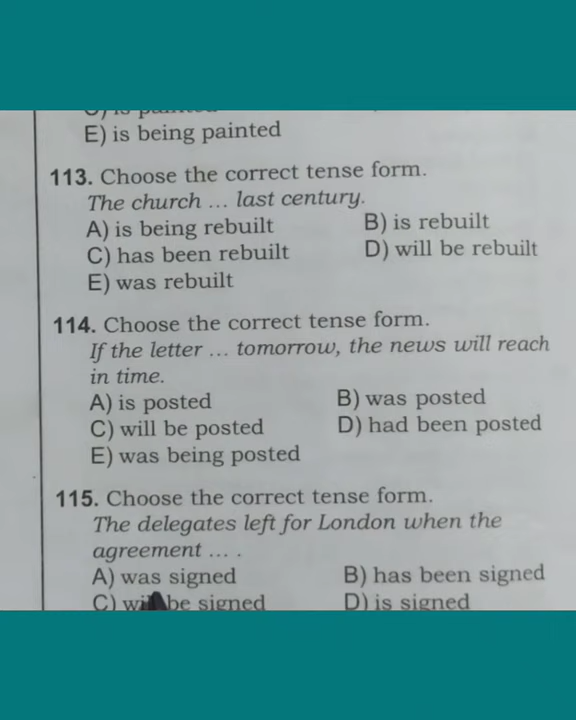 E) is being painted
113. Choose the correct tense form.
The church ... last century.
A) is being rebuilt B) is rebuilt
C) has been rebuilt D) will be rebuilt
E) was rebuilt
114. Choose the correct tense form.
If the letter ... tomorrow, the news will reach
in time.
A) is posted B) was posted
C) will be posted D) had been posted
E) was being posted
115. Choose the correct tense form.
The delegates left for London when the
agreement ... .
A) was signed B) has been signed
C) will be signed D) is signed